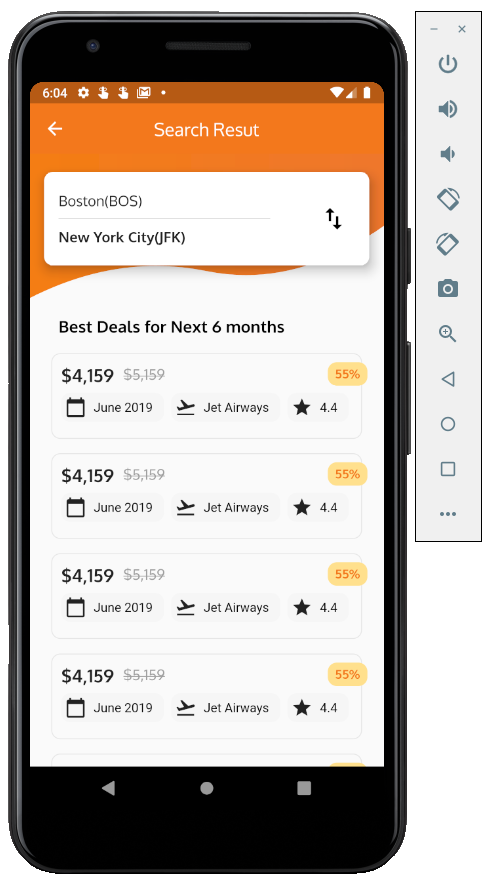 6:04
Search Resut
Boston(BOS)
New York City(JFK)
Best Deals for Next 6 months
$4,159 $5,159 55%
June 2019 Jet Airways 4.4
$4,159 $5,159 55%
June 2019 Jet Airways 4.4
$4,159 $5,159 55%
June 2019 Jet Airways 4.4
$4,159 $5,159 55%
June 2019 Jet Airways 4.4